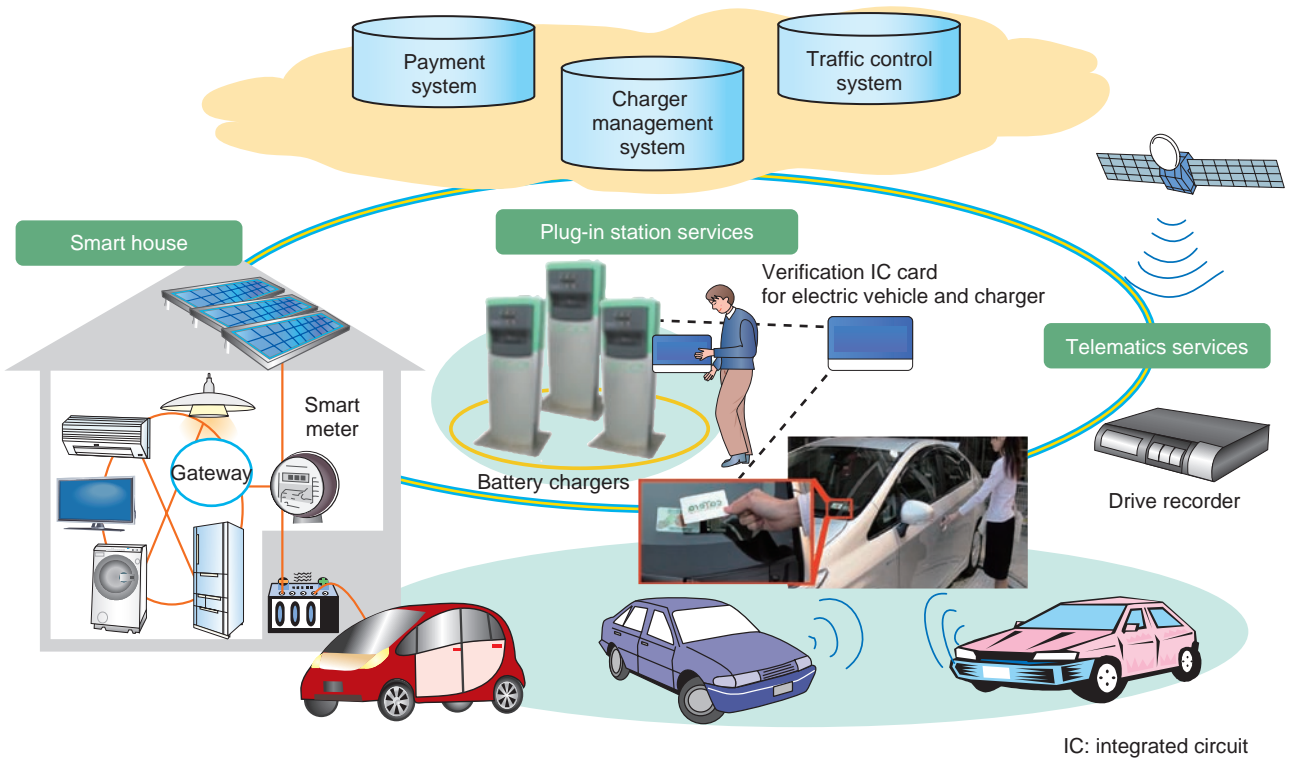 Payment
system
Charger
management
system
Traffic control
system
Smart house
Plug-in station services
Verification IC card
for electric vehicle and charger
Telematics services
Smart
meter
Gateway
Battery chargers
Drive recorder
IC: integrated circuit